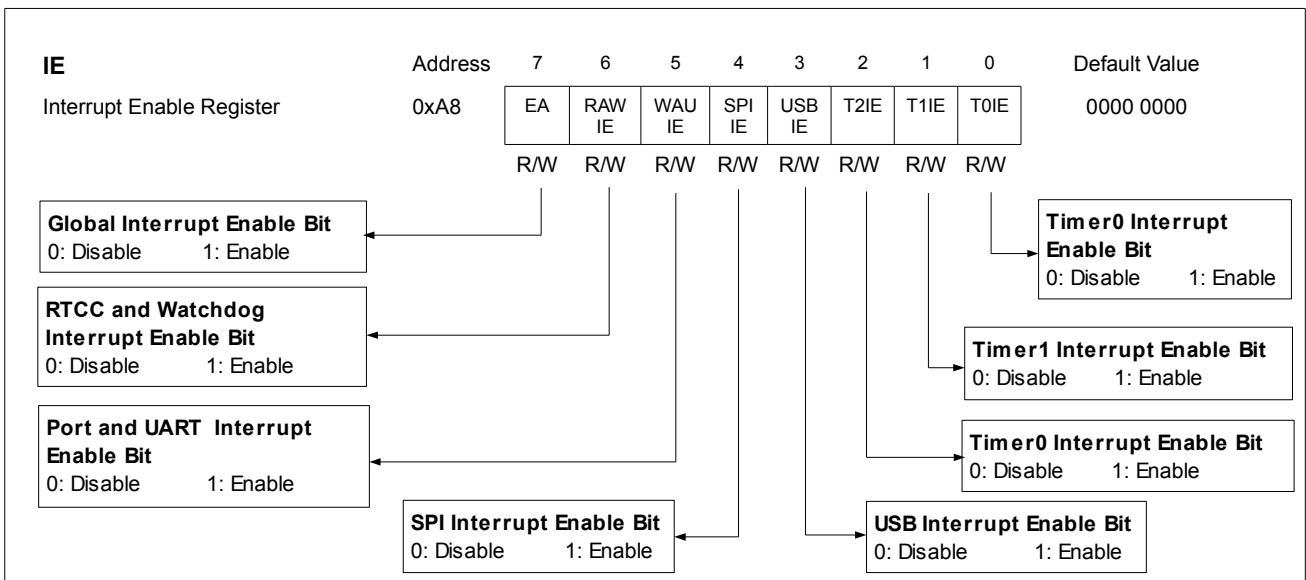 IE Address 7 6 5 4 3 2 1 0 Default Value
Interrupt Enable Register 0xA8 EA RAW IE WAU IE SPI IE USB IE T2IE T1IE T0IE 0000 0000
R/W R/W R/W R/W R/W R/W R/W R/W
Global Interrupt Enable Bit
0: Disable 1: Enable
Timer0 Interrupt
Enable Bit
0: Disable 1: Enable
RTCC and Watchdog
Interrupt Enable Bit
0: Disable 1: Enable
Timer1 Interrupt Enable Bit
0: Disable 1: Enable
Port and UART Interrupt
Enable Bit
0: Disable 1: Enable
Timer0 Interrupt Enable Bit
0: Disable 1: Enable
SPI Interrupt Enable Bit
0: Disable 1: Enable
USB Interrupt Enable Bit
0: Disable 1: Enable